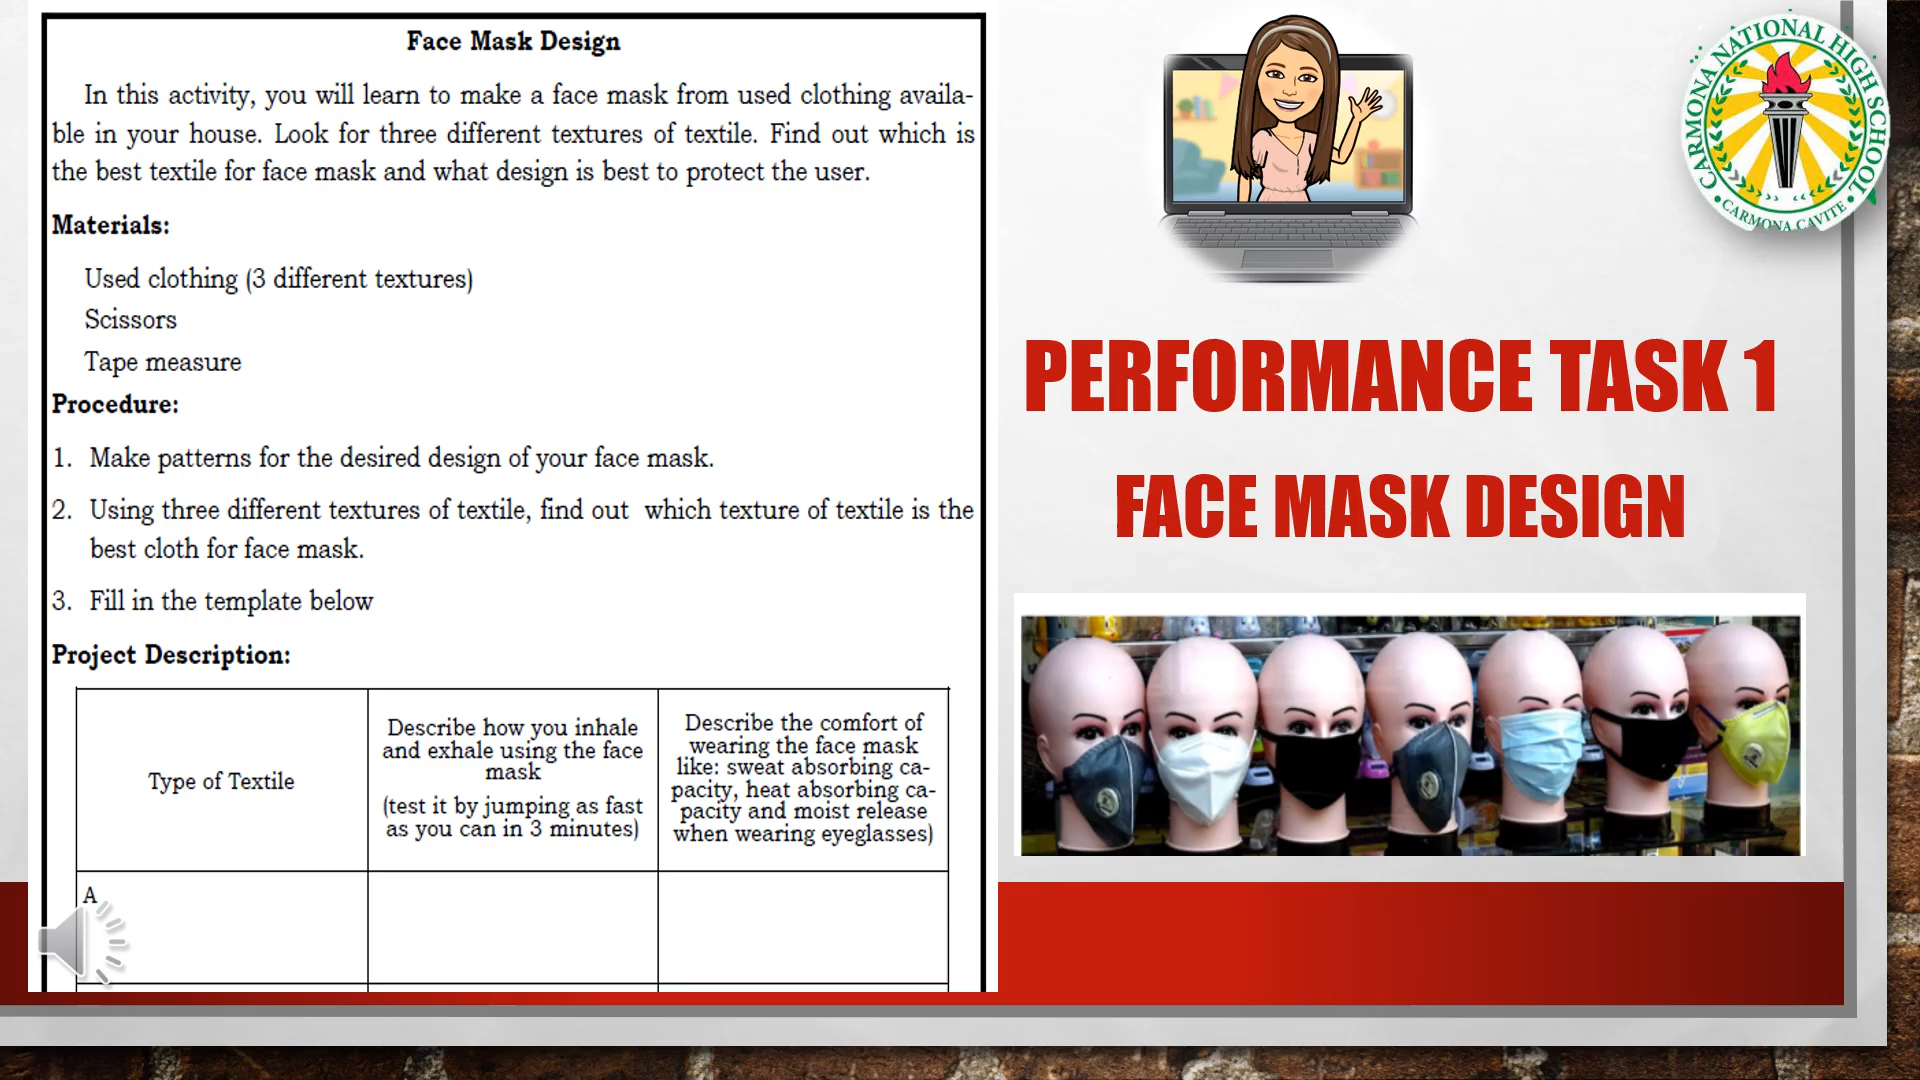 Face Mask Design
In this activity, you will learn to make a face mask from used clothing availa-
ble in your house. Look for three different textures of textile. Find out which is
the best textile for face mask and what design is best to protect the user.
Materials:
Used clothing (3 different textures)
Scissors
Tape measure
Procedure:
1. Make patterns for the desired design of your face mask.
2. Using three different textures of textile, find out which texture of textile is the
best cloth for face mask.
3. Fill in the template below
Project Description:
Type of Textile
Describe how you inhale
and exhale using the face
mask
(test it by jumping as fast
as you can in 3 minutes)
Describe the comfort of
wearing the face mask
like: sweat absorbing ca-
pacity, heat absorbing ca-
pacity and moist release
when wearing eyeglasses)
A
CARMONA NATIONAL HIGH SCHOOL
CARMONA CAVITE
PERFORMANCE TASK 1
FACE MASK DESIGN